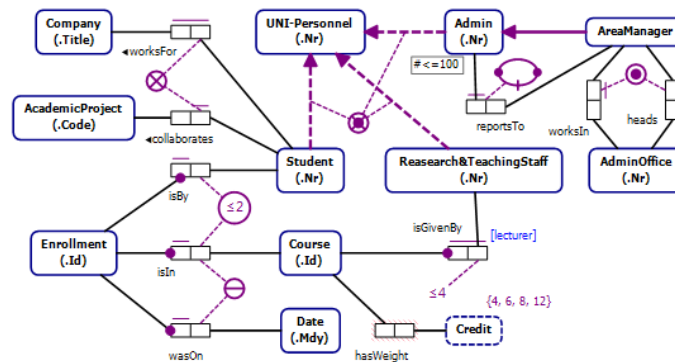 Company
(.Title)
UNI-Personnel
(.Nr)
Admin
(.Nr)
AreaManager
◂worksFor
#<=100
AcademicProject
(.Code)
reportsTo
worksIn
heads
◂collaborates
Student
(.Nr)
Reasearch&TeachingStaff
(.Nr)
AdminOffice
(.Nr)
isBy
≤2
isGivenBy
[lecturer]
Enrollment
(.Id)
isIn
Course
(.Id)
≤4
{4, 6, 8, 12}
Date
(.Mdy)
Credit
wasOn
hasWeight